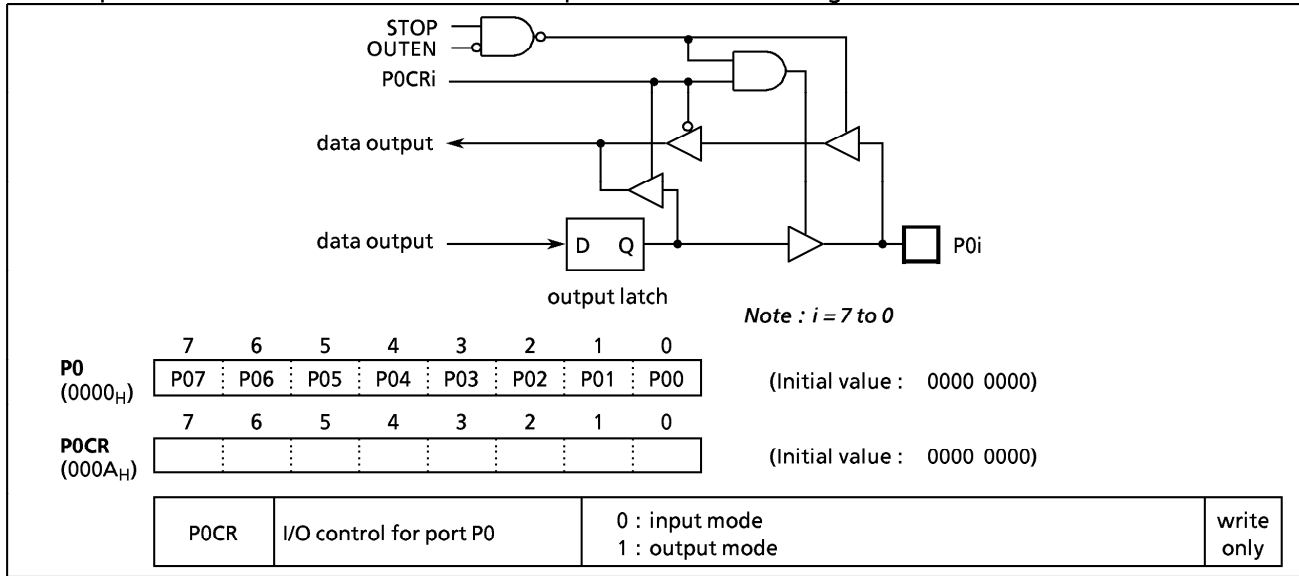 STOP
OUTEN
P0CRi
data output
data output
D Q
P0i
output latch
Note : i = 7 to 0
7 6 5 4 3 2 1 0
P0
(0000H)
P07 P06 P05 P04 P03 P02 P01 P00
(Initial value : 0000 0000)
7 6 5 4 3 2 1 0
P0CR
(000AH)
(Initial value : 0000 0000)
P0CR
I/O control for port P0
0 : input mode
1 : output mode
write
only